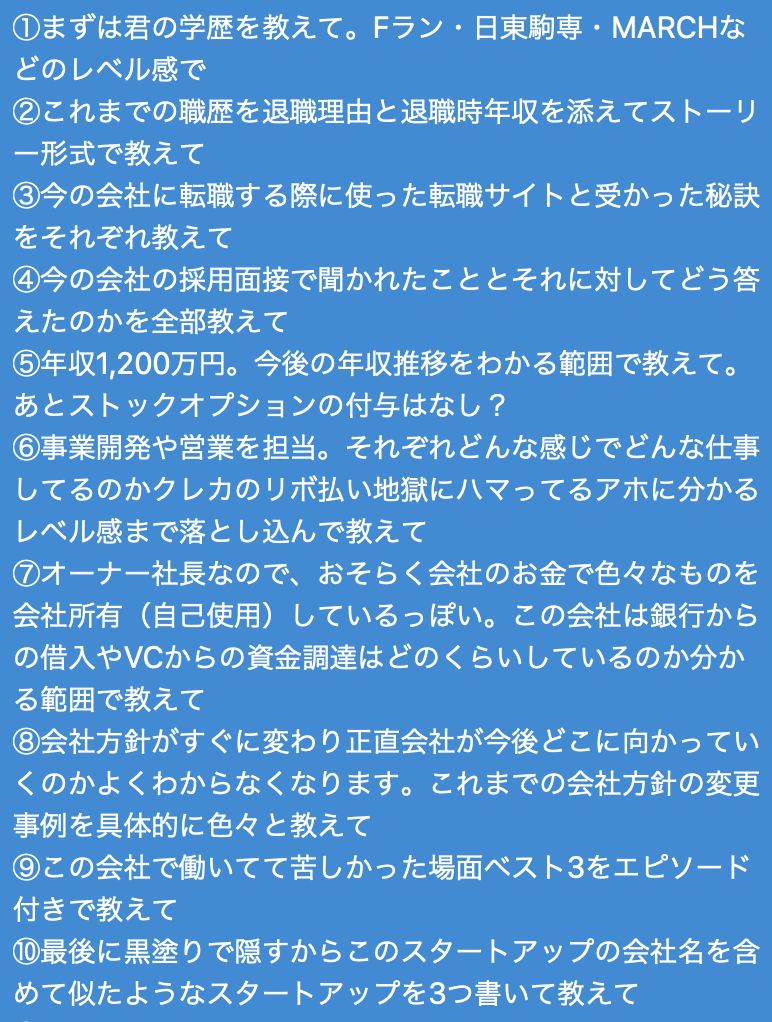 ①まずは君の学歴を教えて。Fラン・日東駒専・MARCHな
どのレベル感で
②これまでの職歴を退職理由と退職時年収を添えてストーリ
ー形式で教えて
③今の会社に転職する際に使った転職サイトと受かった秘訣
をそれぞれ教えて
④今の会社の採用面接で聞かれたこととそれに対してどう答
えたのかを全部教えて
⑤年収1,200万円。今後の年収推移をわかる範囲で教えて。
あとストックオプションの付与はなし？
⑥事業開発や営業を担当。それぞれどんな感じでどんな仕事
してるのかクレカのリボ払い地獄にハマってるアホに分かる
レベル感まで落とし込んで教えて
⑦オーナー社長なので、おそらく会社のお金で色々なものを
会社所有（自己使用）しているっぽい。この会社は銀行から
の借入やVCからの資金調達はどのくらいしているのか分か
る範囲で教えて
⑧会社方針がすぐに変わり正直会社が今後どこに向かってい
くのかよくわからなくなります。これまでの会社方針の変更
事例を具体的に色々と教えて
⑨この会社で働いてて苦しかった場面ベスト3をエピソード
付きで教えて
⑩最後に黒塗りで隠すからこのスタートアップの会社名を含
めて似たようなスタートアップを3つ書いて教えて